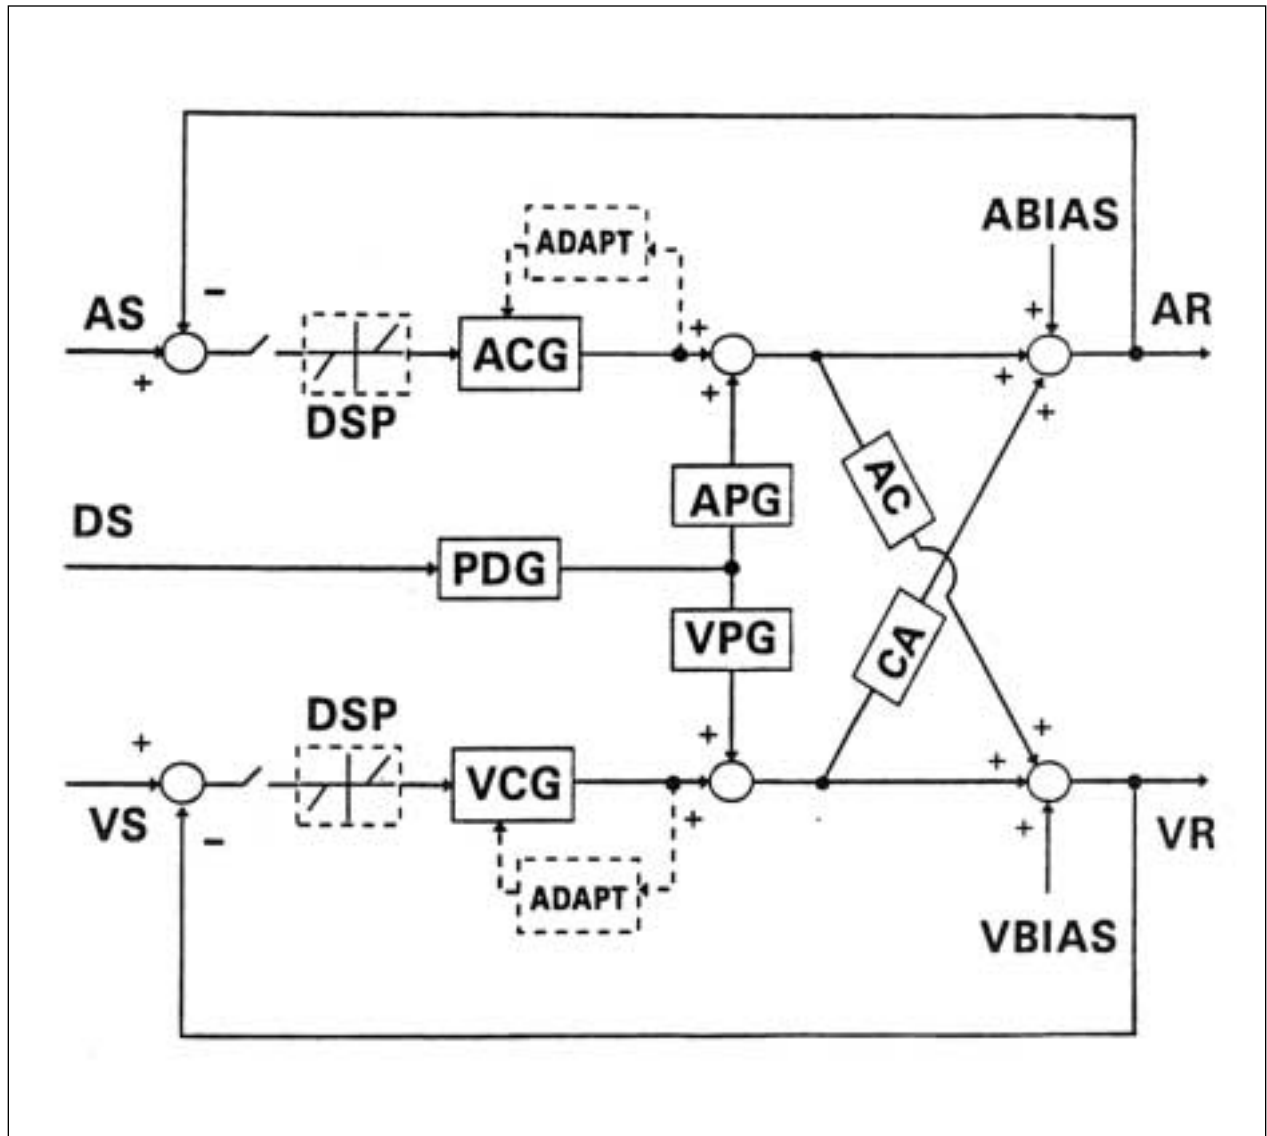 ABIAS
ADAPT
−
AS
AR
+
+
ACG
+
+
+
DSP
+
AC
APG
DS
PDG
VPG
CA
DSP
+
+
+
+
VCG
VS
−
+
+
VR
ADAPT
VBIAS